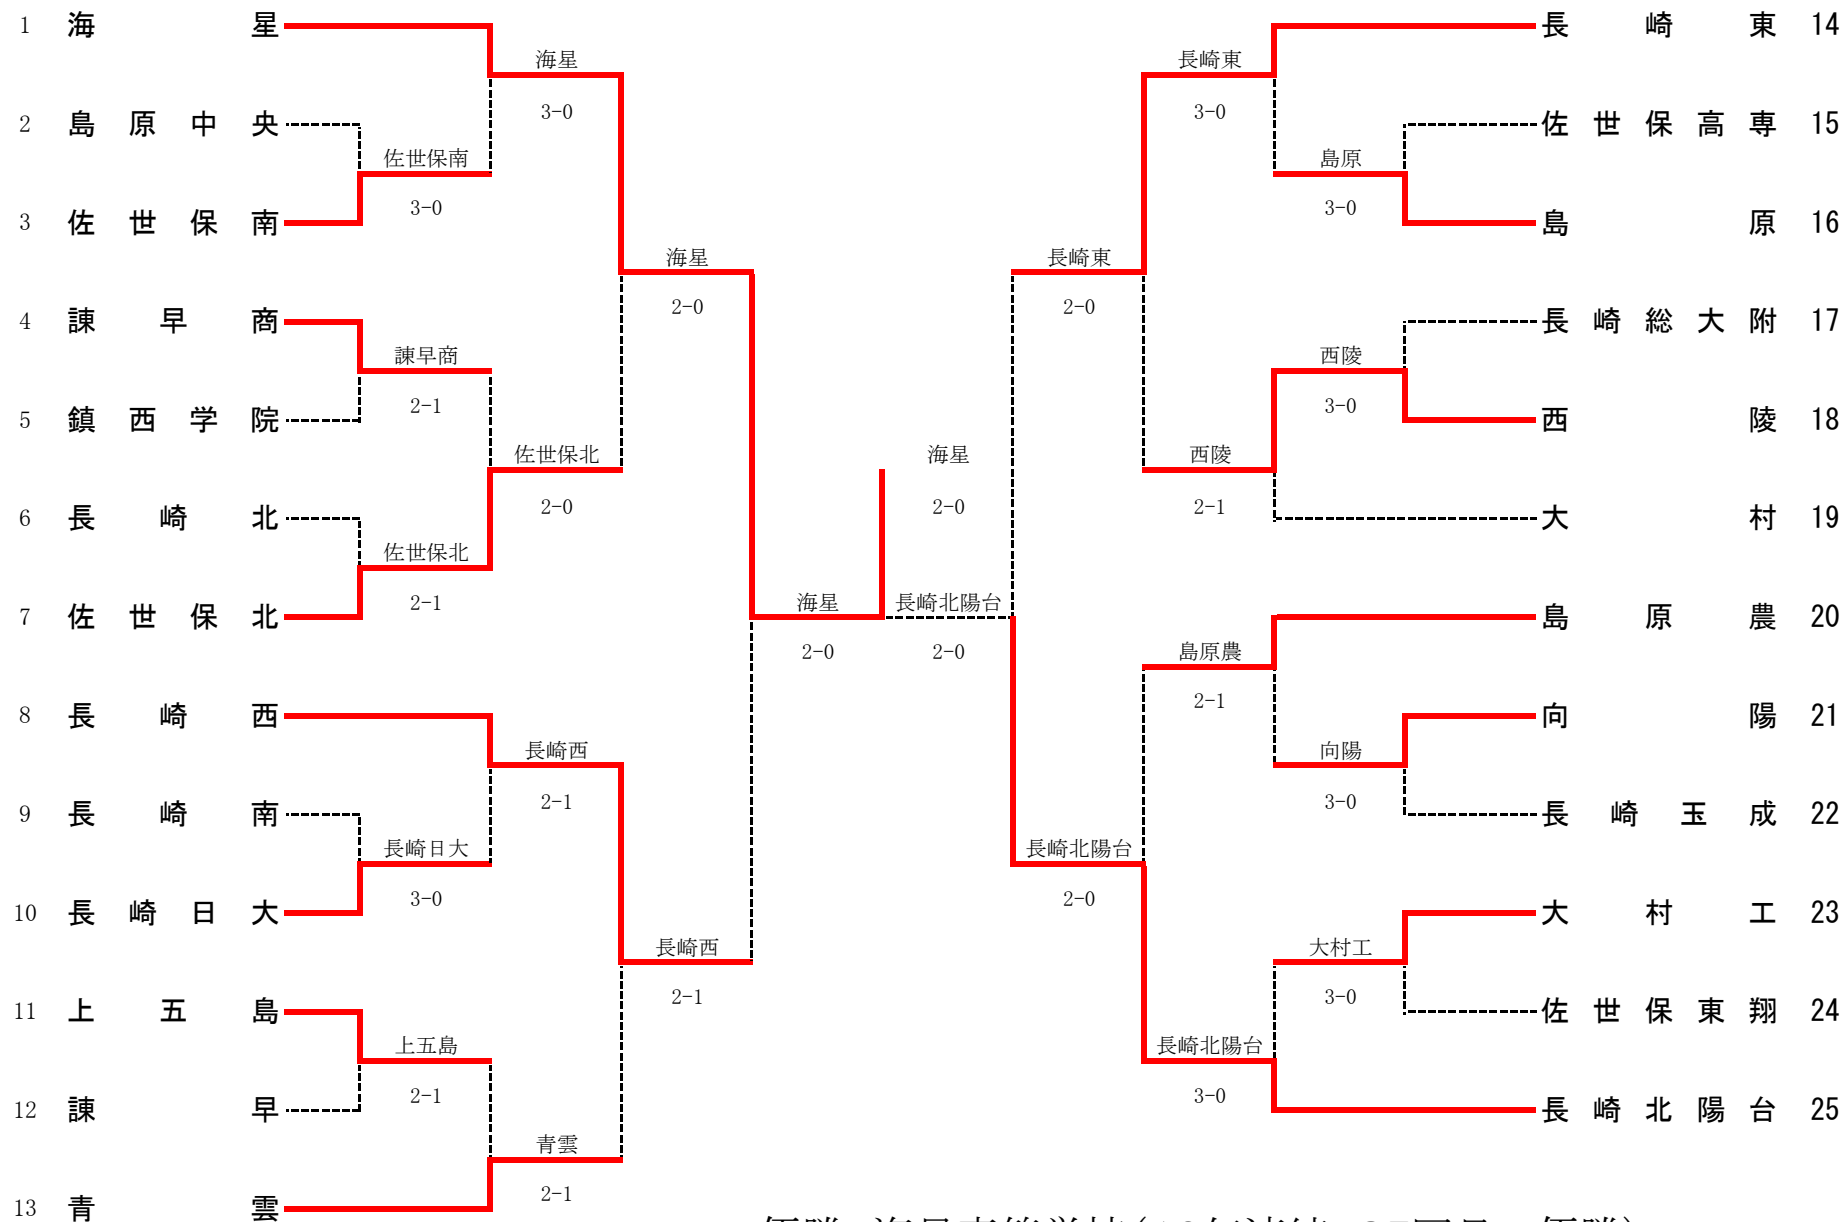 1 海星
2 島原中央
3 佐世保南
4 諫早商
5 鎮西学院
6 長崎北
7 佐世保北
8 長崎西
9 長崎南
10 長崎日大
11 上五島
12 諫早
13 青雲
佐世保南
3-0
諫早商
2-1
佐世保北
2-1
長崎日大
3-0
上五島
2-1
海星
3-0
佐世保北
2-0
長崎西
2-1
青雲
2-1
海星
2-0
長崎西
2-1
海星
2-0
海星
2-0
長崎北陽台
2-0
長崎東
2-0
長崎北陽台
2-0
長崎東
3-0
西陵
2-1
島原農
2-1
長崎北陽台
3-0
島原
3-0
西陵
3-0
向陽
3-0
大村工
3-0
長崎東 14
佐世保高専 15
島原 16
長崎総大附 17
西陵 18
大村 19
島原農 20
向陽 21
長崎玉成 22
大村工 23
佐世保東翔 24
長崎北陽台 25
優勝 海星高等学校